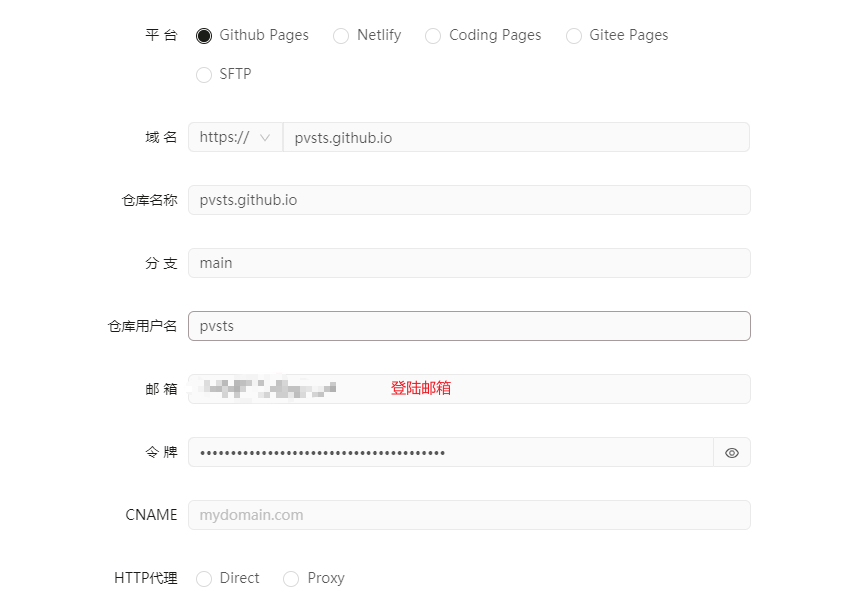 平 台 Github Pages Netlify Coding Pages Gitee Pages
SFTP
域 名 https:// pvsts.github.io
仓库名称 pvsts.github.io
分 支 main
仓库用户名 pvsts
邮 箱 登陆邮箱
令 牌 ••••••••••••••••••••••••••••••••••••••••
CNAME mydomain.com
HTTP代理 Direct Proxy